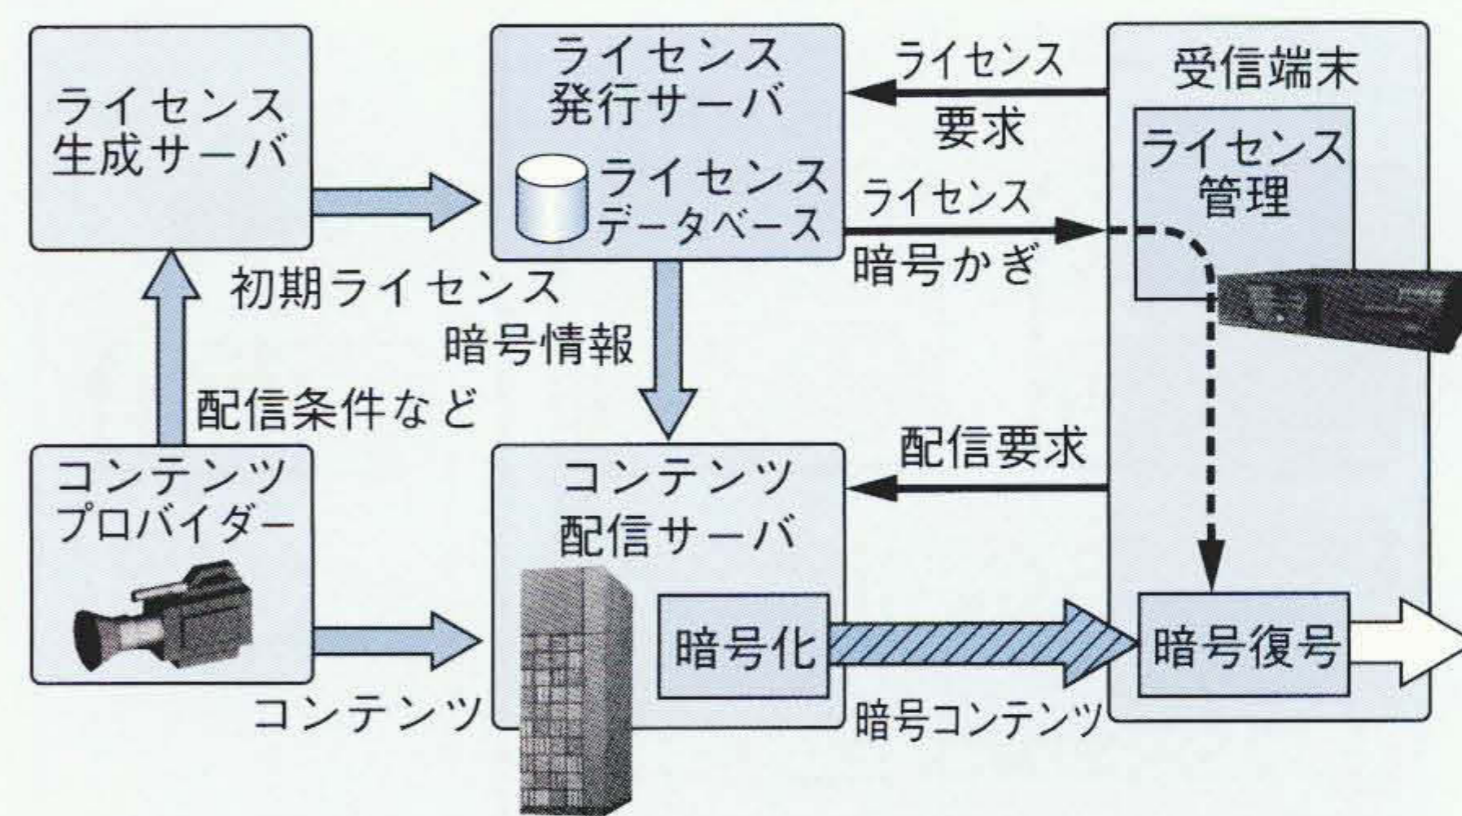 ライセンス
生成サーバ
ライセンス
発行サーバ
ライセンス
データベース
ライセンス
要求
ライセンス
暗号かぎ
受信端末
ライセンス
管理
初期ライセンス
暗号情報
配信条件など
コンテンツ
プロバイダー
コンテンツ
配信サーバ
配信要求
暗号化
暗号復号
コンテンツ
暗号コンテンツ